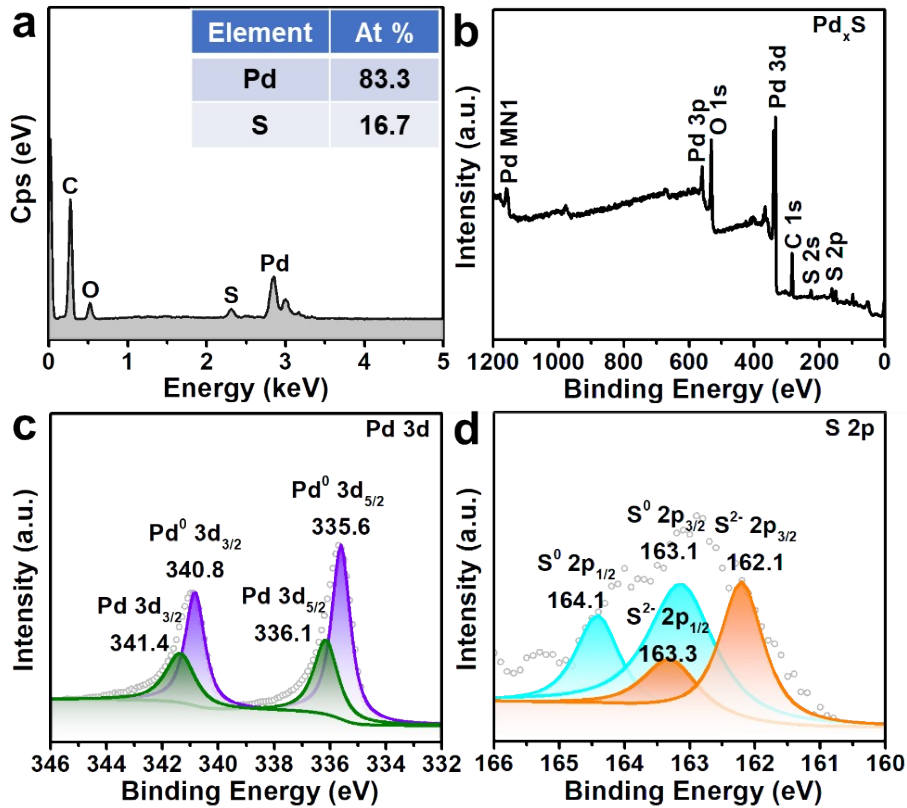 a
Element At %
Pd 83.3
S 16.7
Cps (eV)
C
O
S
Pd
0 1 2 3 4 5
Energy (keV)
b
PdₓS
Intensity (a.u.)
Pd MN1
Pd 3p
O 1s
Pd 3d
C 1s
S 2s
S 2p
1200 1000 800 600 400 200 0
Binding Energy (eV)
c
Pd 3d
Intensity (a.u.)
Pd⁰ 3d₅/₂
335.6
Pd⁰ 3d₃/₂
340.8
Pd 3d₃/₂
341.4
Pd 3d₅/₂
336.1
346 344 342 340 338 336 334 332
Binding Energy (eV)
d
S 2p
Intensity (a.u.)
S⁰ 2p₁/₂
164.1
S⁰ 2p₃/₂
163.1
S²⁻ 2p₃/₂
162.1
S²⁻ 2p₁/₂
163.3
166 165 164 163 162 161 160
Binding Energy (eV)